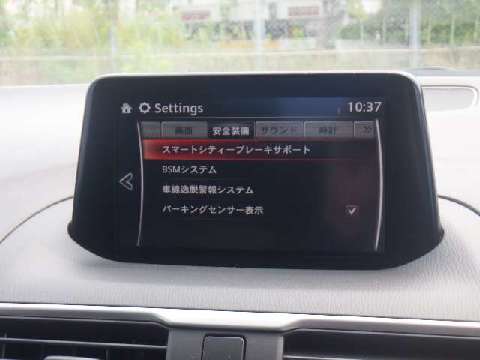 Settings 10:37
画面 安全装備 サウンド 時計
スマートシティーブレーキサポート
BSMシステム
車線逸脱警報システム
パーキングセンサー表示